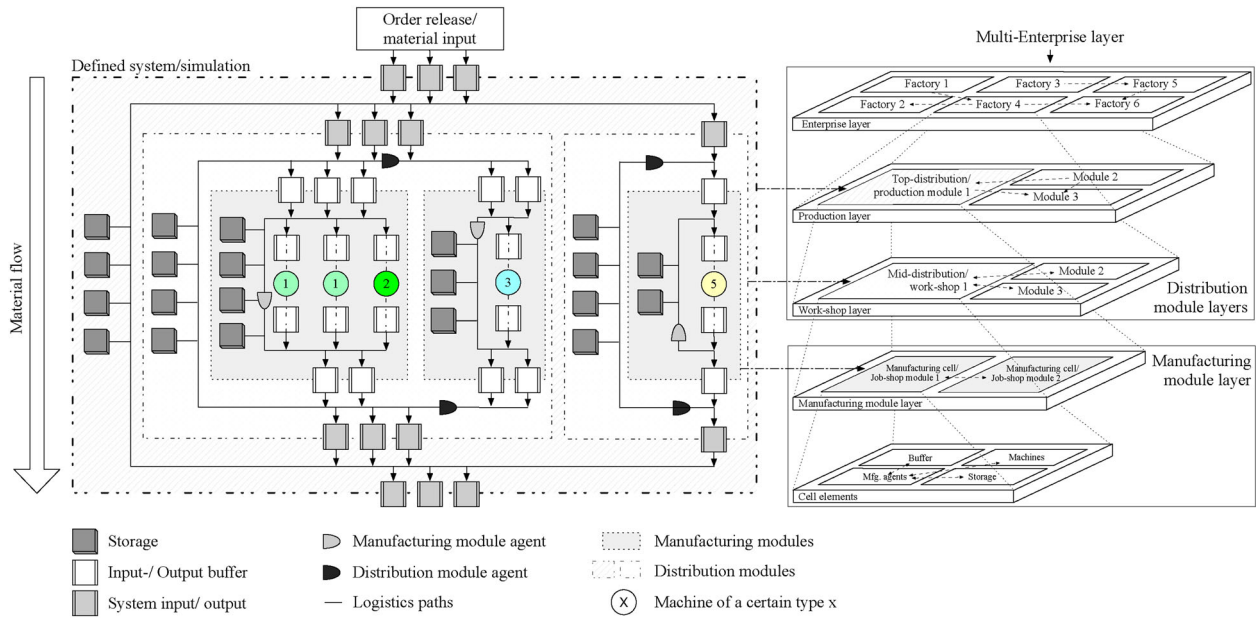 Order release/
material input
Defined system/simulation
Material flow
1
1
2
3
5
Multi-Enterprise layer
Factory 1
Factory 3
Factory 5
Factory 2
Factory 4
Factory 6
Enterprise layer
Top-distribution/
production module 1
Module 2
Module 3
Production layer
Mid-distribution/
work-shop 1
Module 2
Module 3
Work-shop layer
Distribution
module layers
Manufacturing cell/
Job-shop module 1
Manufacturing cell/
Job-shop module 2
Manufacturing module layer
Manufacturing
module layer
Buffer
Machines
Mfg. agents
Storage
Cell elements
Storage
Input-/ Output buffer
System input/ output
Manufacturing module agent
Distribution module agent
Logistics paths
Manufacturing modules
Distribution modules
X
Machine of a certain type x